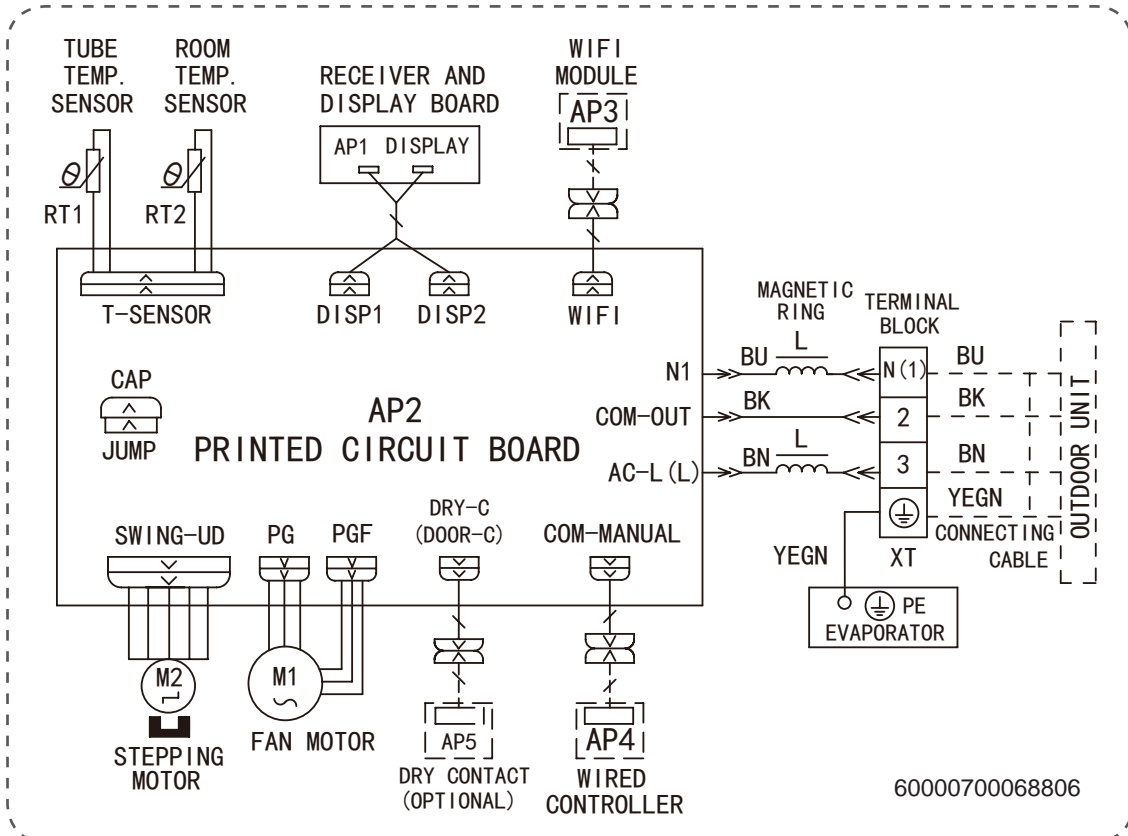 TUBE
TEMP.
SENSOR
ROOM
TEMP.
SENSOR
RECEIVER AND
DISPLAY BOARD
AP1 DISPLAY
WIFI
MODULE
AP3
θ
RT1
θ
RT2
T-SENSOR
DISP1
DISP2
WIFI
MAGNETIC
RING
TERMINAL
BLOCK
CAP
JUMP
AP2
PRINTED CIRCUIT BOARD
N1
BU
L
N(1)
BU
COM-OUT
BK
2
BK
AC-L(L)
BN
L
3
BN
YEGN
OUTDOOR UNIT
CONNECTING
CABLE
XT
YEGN
PE
EVAPORATOR
SWING-UD
PG
PGF
DRY-C
(DOOR-C)
COM-MANUAL
M2
STEPPING
MOTOR
M1
FAN MOTOR
AP5
DRY CONTACT
(OPTIONAL)
AP4
WIRED
CONTROLLER
60000700068806